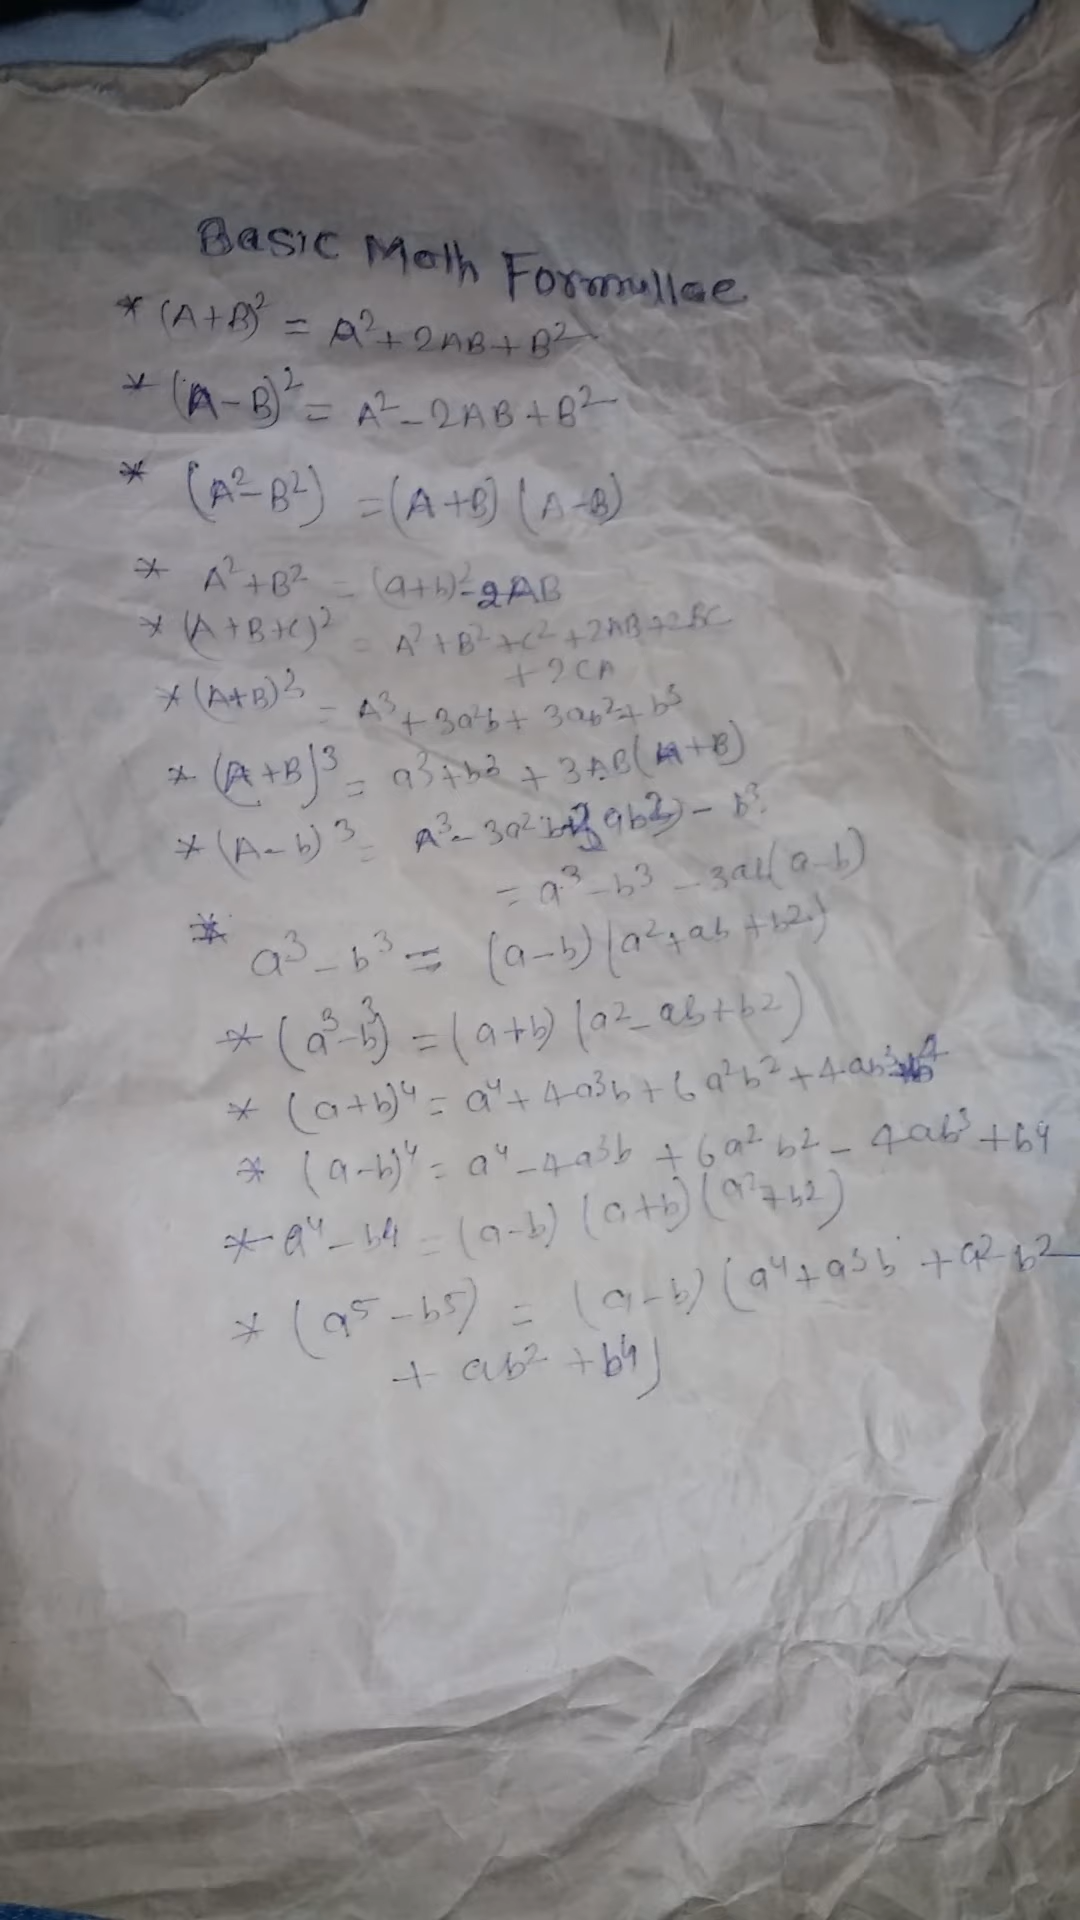 Basic Math Formullae
* (A+B)² = A²+2AB+B²
* (A-B)² = A²-2AB+B²
* (A²-B²) =(A+B) (A-B)
* A²+B² = (a+b)²-2AB
* (A+B+C)² = A²+B²+C²+2AB+2BC
+2CA
* (A+B)3 = A³+3a²b+3ab²+b³
* (A+B)³ = a³+b³+3AB(A+B)
* (A-b)³ = A³-3a²b+3ab²)-b³
= a³-b³-3ab(a-b)
* a³-b³ = (a-b)(a²+ab+b2)
* (a³-b³) =(a+b) (a²-ab+b2)
* (a+b)⁴ = a⁴+4a³b+6a²b²+4ab³+b⁴
* (a-b)⁴ = a⁴-4a³b+6a²b²-4ab³+b4
* a⁴-b4 = (a-b) (a+b)(a²+b2)
* (a⁵-b5) = (a-b) (a⁴+a³b+a²b²
+ab²+b⁴)